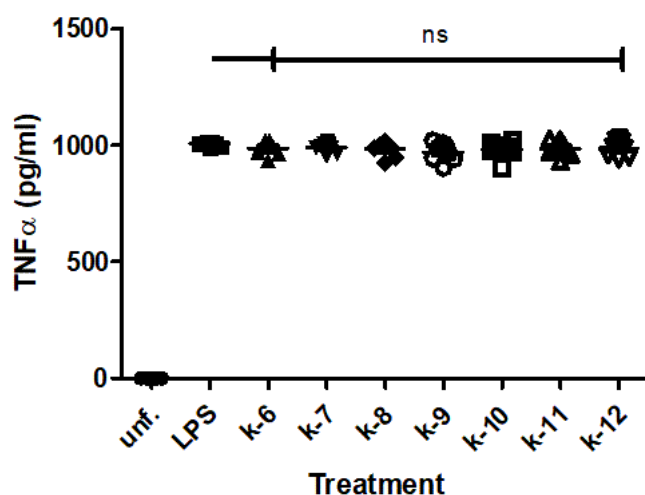 1500
ns
1000
500
0
TNFα (pg/ml)
unf. LPS k-6 k-7 k-8 k-9 k-10 k-11 k-12
Treatment